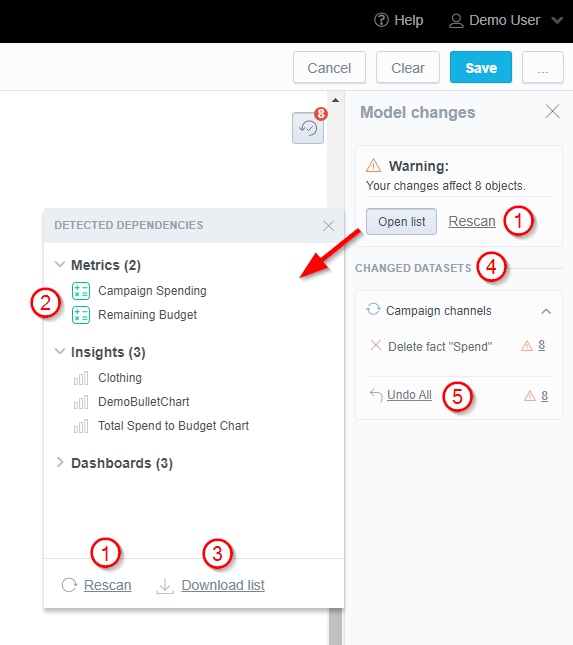 Help Demo User
Cancel Clear Save ...
8
Model changes
Warning:
Your changes affect 8 objects.
Open list Rescan 1
DETECTED DEPENDENCIES
Metrics (2)
2 Campaign Spending
Remaining Budget
Insights (3)
Clothing
DemoBulletChart
Total Spend to Budget Chart
Dashboards (3)
1 3
Rescan Download list
CHANGED DATASETS 4
Campaign channels
Delete fact "Spend" 8
Undo All 5 8